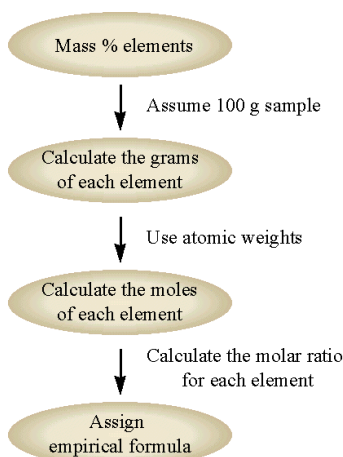 Mass % elements
Assume 100 g sample
Calculate the grams
of each element
Use atomic weights
Calculate the moles
of each element
Calculate the molar ratio
for each element
Assign
empirical formula